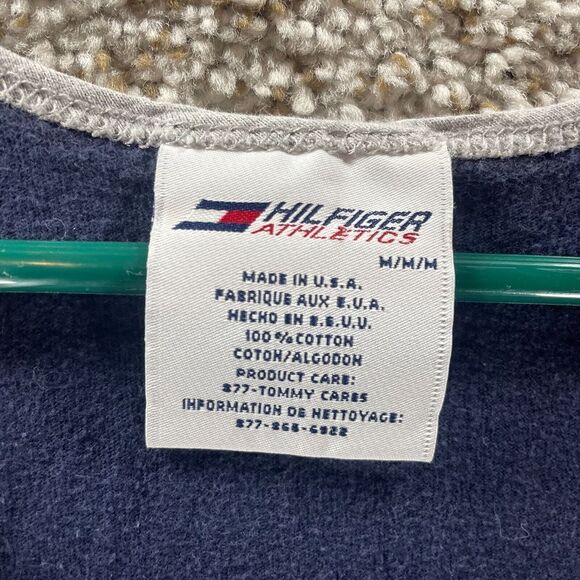 HILFIGER
ATHLETICS
M/M/M
MADE IN U.S.A.
FABRIQUE AUX E.U.A.
HECHO EN E.E.U.U.
100% COTTON
COTON/ALGODON
PRODUCT CARE:
877-TOMMY CARES
INFORMATION DE NETTOYAGE:
877-866-6922